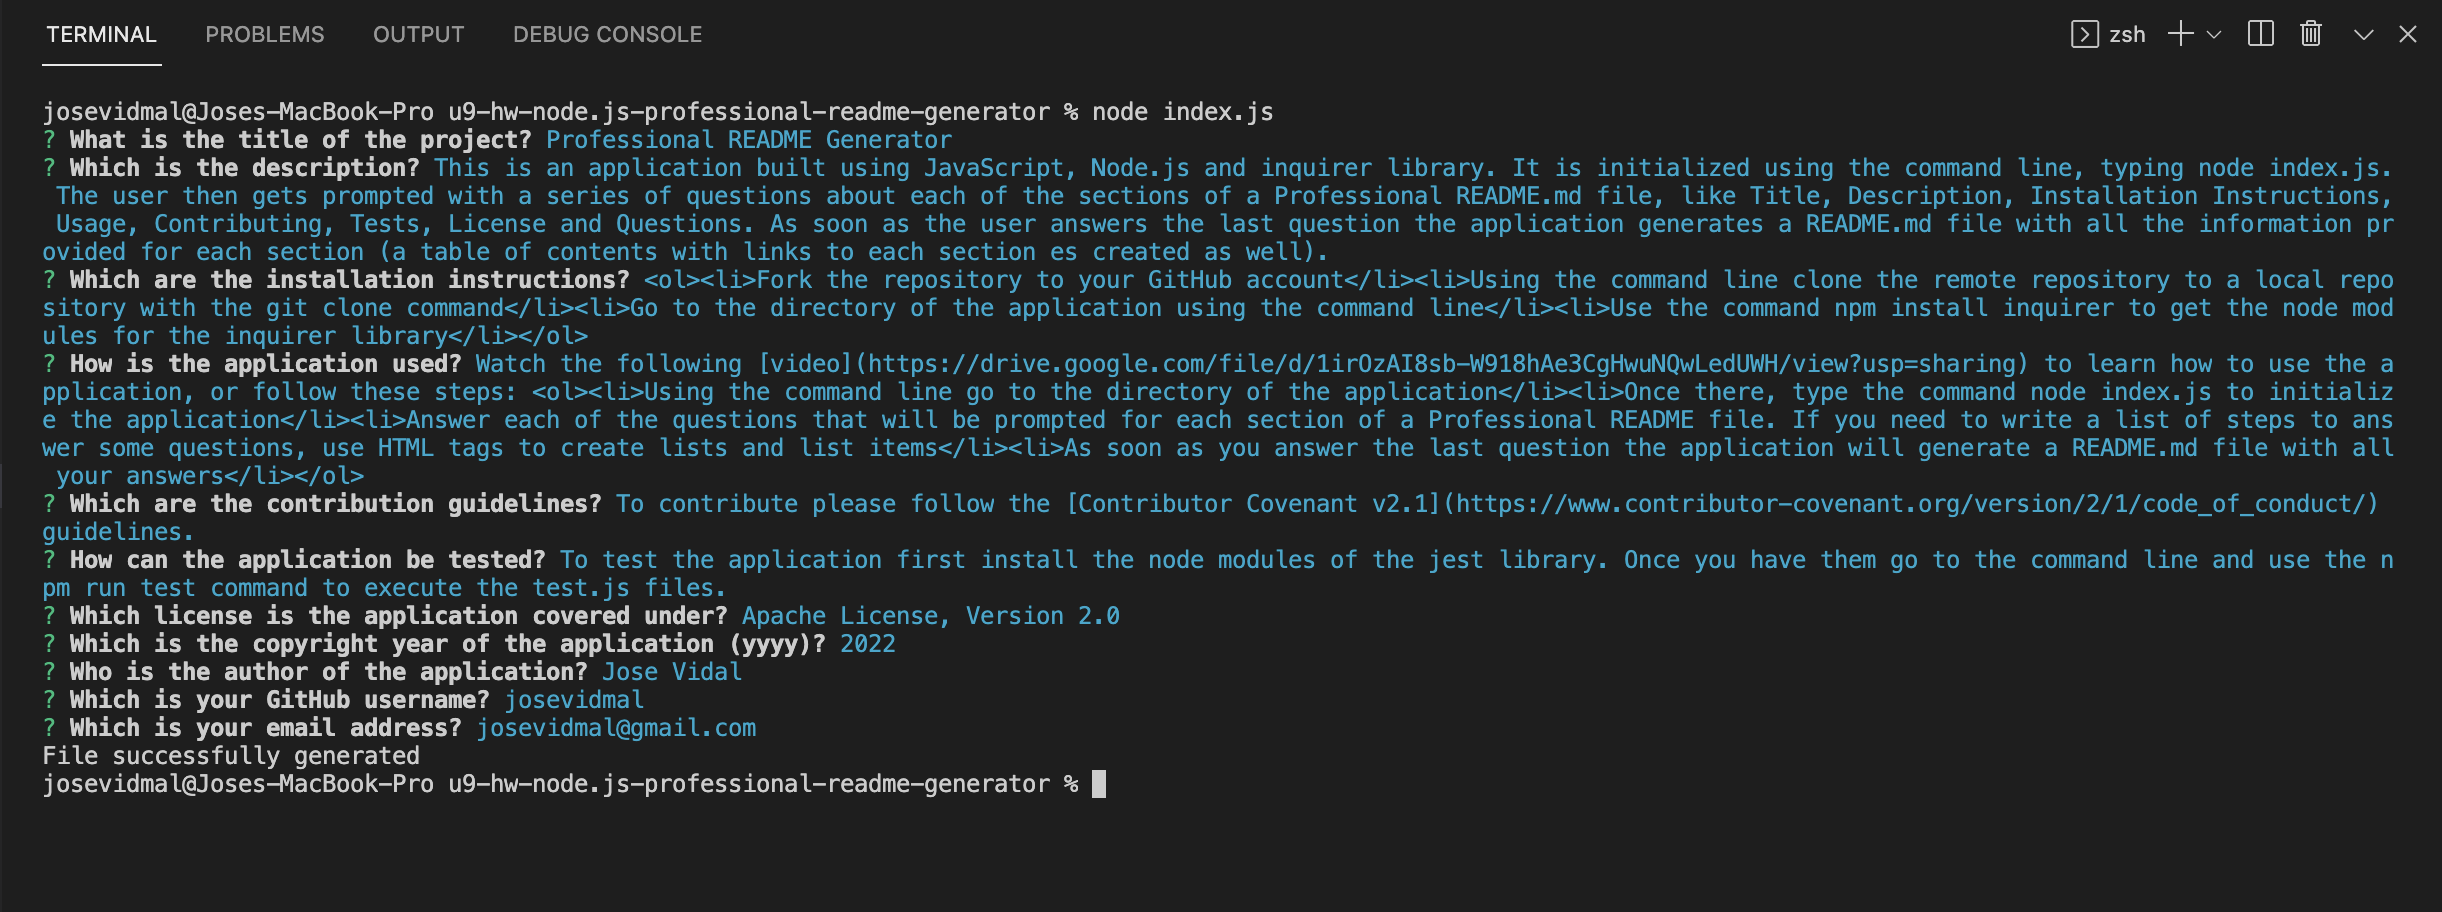 TERMINAL PROBLEMS OUTPUT DEBUG CONSOLE zsh
josevidmal@Joses-MacBook-Pro u9-hw-node.js-professional-readme-generator % node index.js
? What is the title of the project? Professional README Generator
? Which is the description? This is an application built using JavaScript, Node.js and inquirer library. It is initialized using the command line, typing node index.js.
The user then gets prompted with a series of questions about each of the sections of a Professional README.md file, like Title, Description, Installation Instructions,
Usage, Contributing, Tests, License and Questions. As soon as the user answers the last question the application generates a README.md file with all the information pr
ovided for each section (a table of contents with links to each section es created as well).
? Which are the installation instructions? <ol><li>Fork the repository to your GitHub account</li><li>Using the command line clone the remote repository to a local repo
sitory with the git clone command</li><li>Go to the directory of the application using the command line</li><li>Use the command npm install inquirer to get the node mod
ules for the inquirer library</li></ol>
? How is the application used? Watch the following [video](https://drive.google.com/file/d/1irOzAI8sb-W918hAe3CgHwuNQwLedUWH/view?usp=sharing) to learn how to use the a
pplication, or follow these steps: <ol><li>Using the command line go to the directory of the application</li><li>Once there, type the command node index.js to initializ
e the application</li><li>Answer each of the questions that will be prompted for each section of a Professional README file. If you need to write a list of steps to ans
wer some questions, use HTML tags to create lists and list items</li><li>As soon as you answer the last question the application will generate a README.md file with all
your answers</li></ol>
? Which are the contribution guidelines? To contribute please follow the [Contributor Covenant v2.1](https://www.contributor-covenant.org/version/2/1/code_of_conduct/)
guidelines.
? How can the application be tested? To test the application first install the node modules of the jest library. Once you have them go to the command line and use the n
pm run test command to execute the test.js files.
? Which license is the application covered under? Apache License, Version 2.0
? Which is the copyright year of the application (yyyy)? 2022
? Who is the author of the application? Jose Vidal
? Which is your GitHub username? josevidmal
? Which is your email address? josevidmal@gmail.com
File successfully generated
josevidmal@Joses-MacBook-Pro u9-hw-node.js-professional-readme-generator %